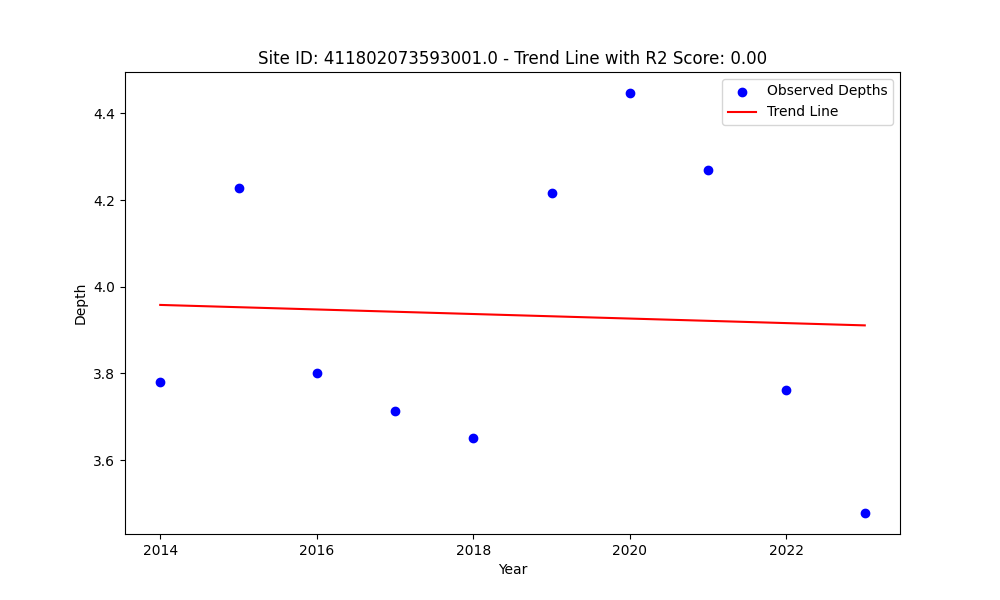 Site ID: 411802073593001.0 - Trend Line with R2 Score: 0.00
Observed Depths
Trend Line
4.4
4.2
4.0
3.8
3.6
Depth
2014
2016
2018
2020
2022
Year